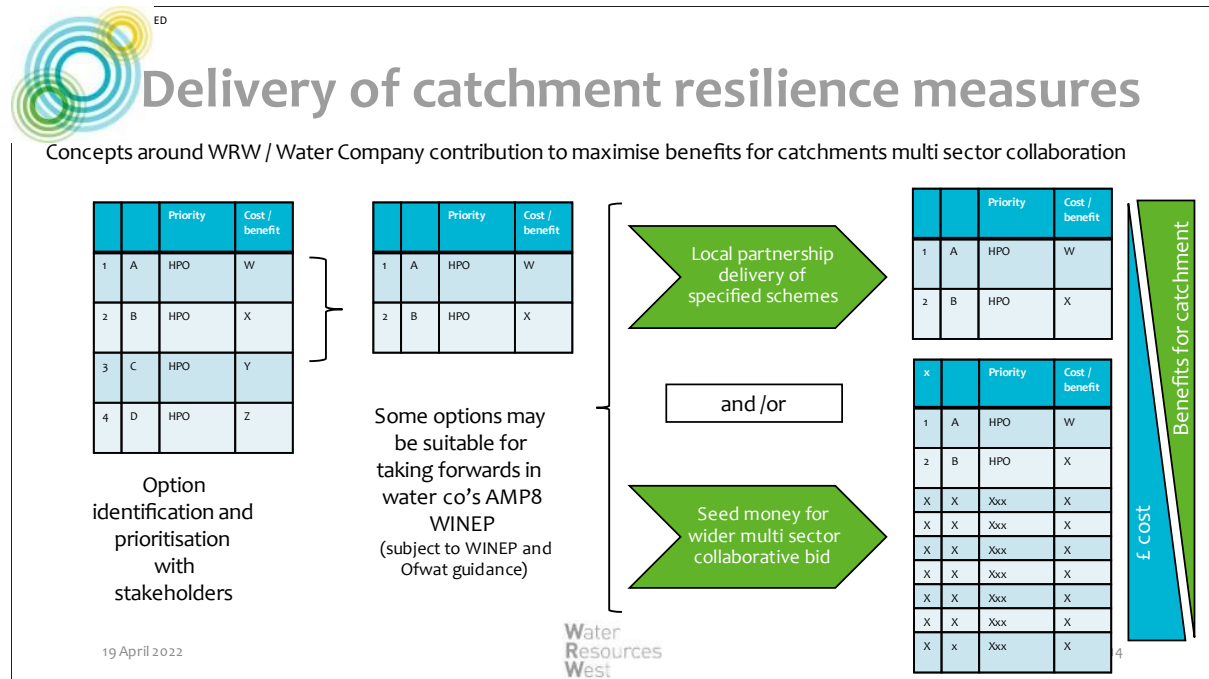 ED
Delivery of catchment resilience measures
Concepts around WRW / Water Company contribution to maximise benefits for catchments multi sector collaboration
Priority Cost / benefit
1 A HPO W
2 B HPO X
3 C HPO Y
4 D HPO Z
Option
identification and
prioritisation
with
stakeholders
Priority Cost / benefit
1 A HPO W
2 B HPO X
Some options may
be suitable for
taking forwards in
water co's AMP8
WINEP
(subject to WINEP and
Ofwat guidance)
Local partnership
delivery of
specified schemes
and /or
Seed money for
wider multi sector
collaborative bid
Priority Cost / benefit
1 A HPO W
2 B HPO X
x Priority Cost / benefit
1 A HPO W
2 B HPO X
X X Xxx X
X X Xxx X
X X Xxx X
X X Xxx X
X X Xxx X
X X Xxx X
X x Xxx X
£ cost
Benefits for catchment
19 April 2022
Water
Resources
West
14